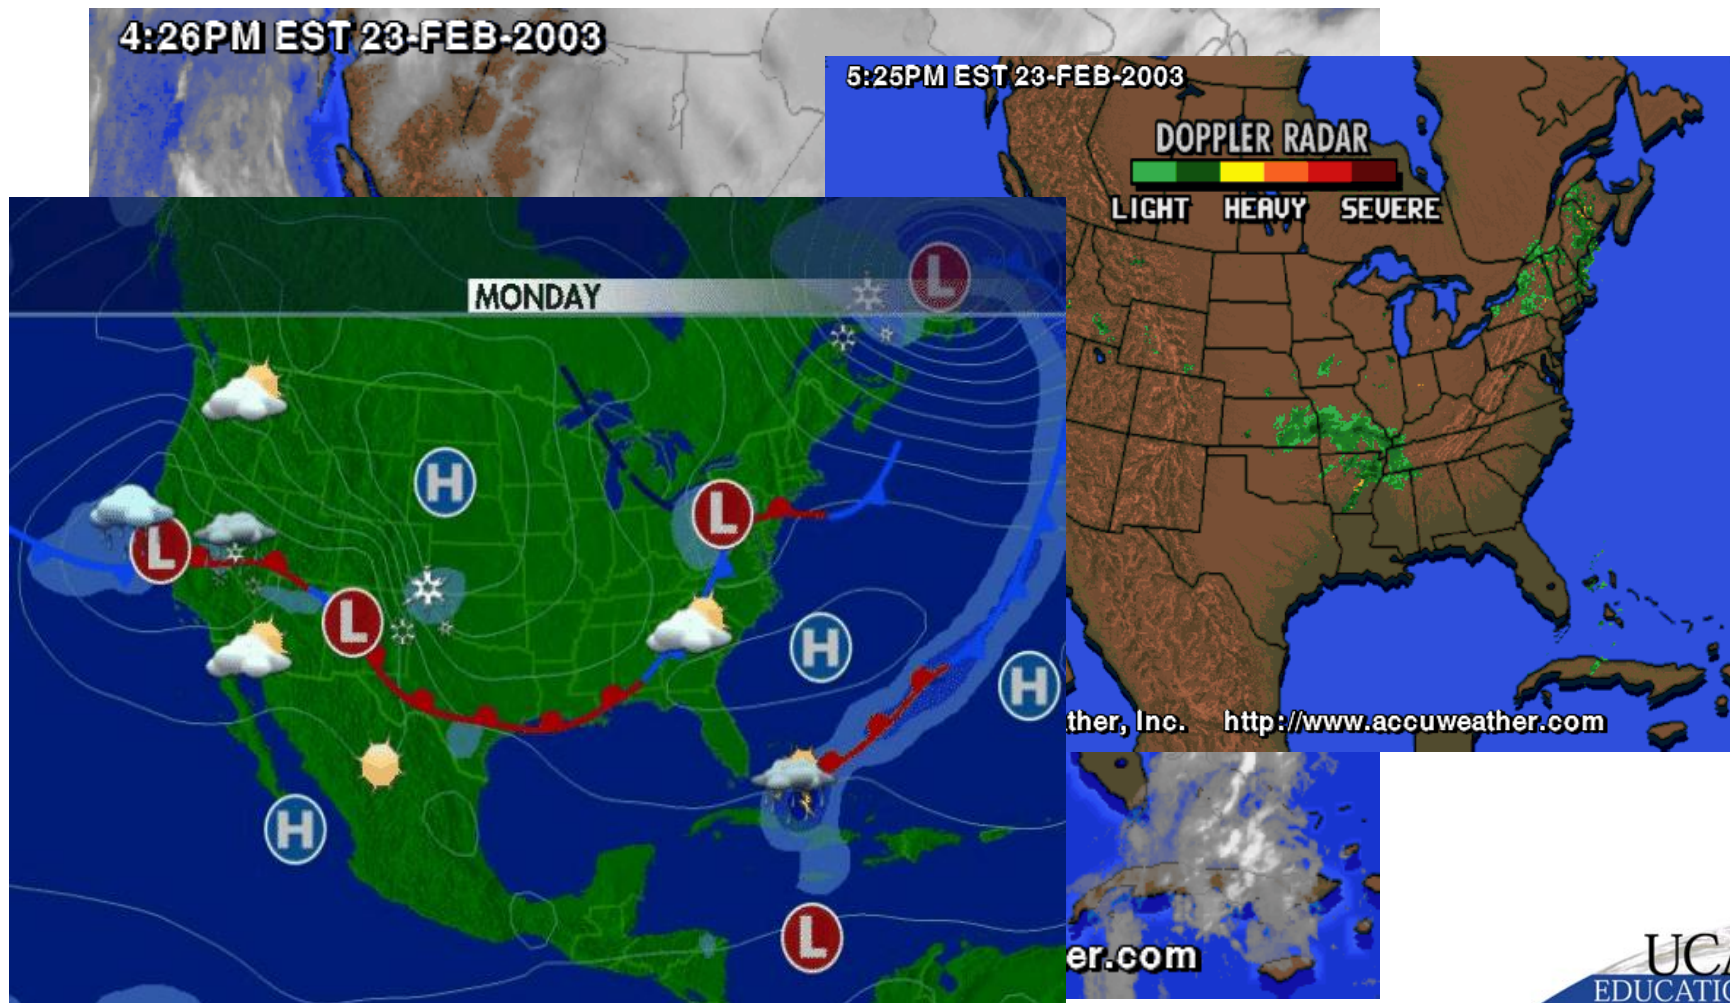 4:26PM EST 23-FEB-2003
5:25PM EST 23-FEB-2003
DOPPLER RADAR
LIGHT HEAVY SEVERE
MONDAY
L
H
L
L
L
H
H
H
L
ther, Inc. http://www.accuweather.com
er.com
UCA
EDUCATIO